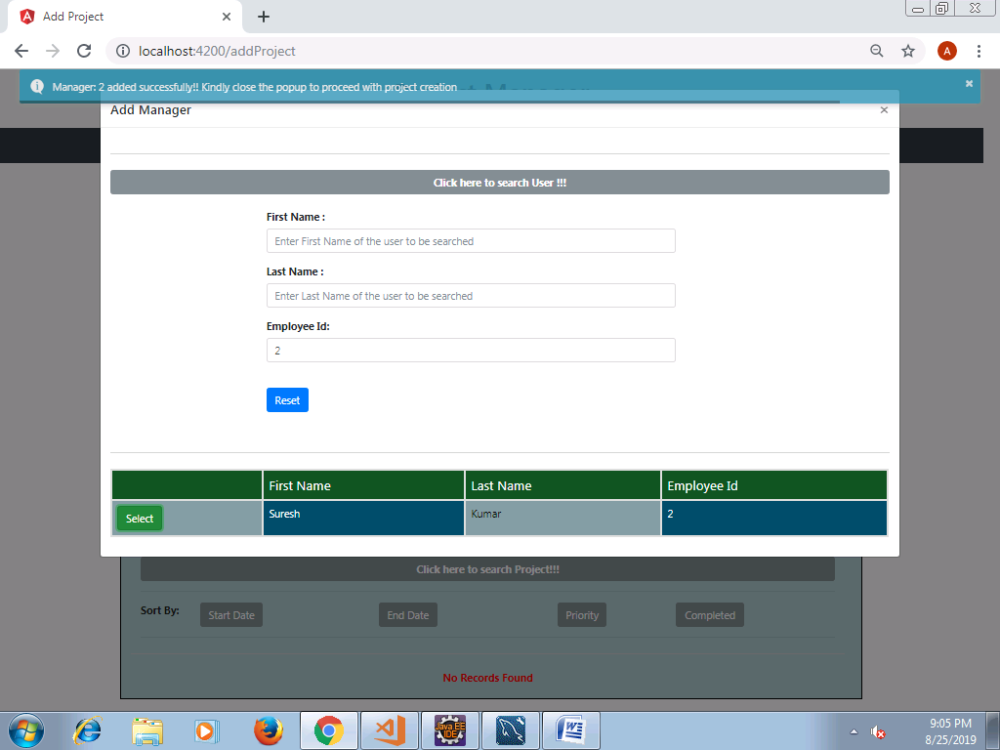 Add Project
localhost:4200/addProject
A
Manager: 2 added successfully!! Kindly close the popup to proceed with project creation
Add Manager
Click here to search User !!!
First Name :
Enter First Name of the user to be searched
Last Name :
Enter Last Name of the user to be searched
Employee Id:
2
Reset
First Name Last Name Employee Id
Select Suresh Kumar 2
Click here to search Project!!!
Sort By: Start Date End Date Priority Completed
No Records Found
Java EE
IDE
9:05 PM
8/25/2019